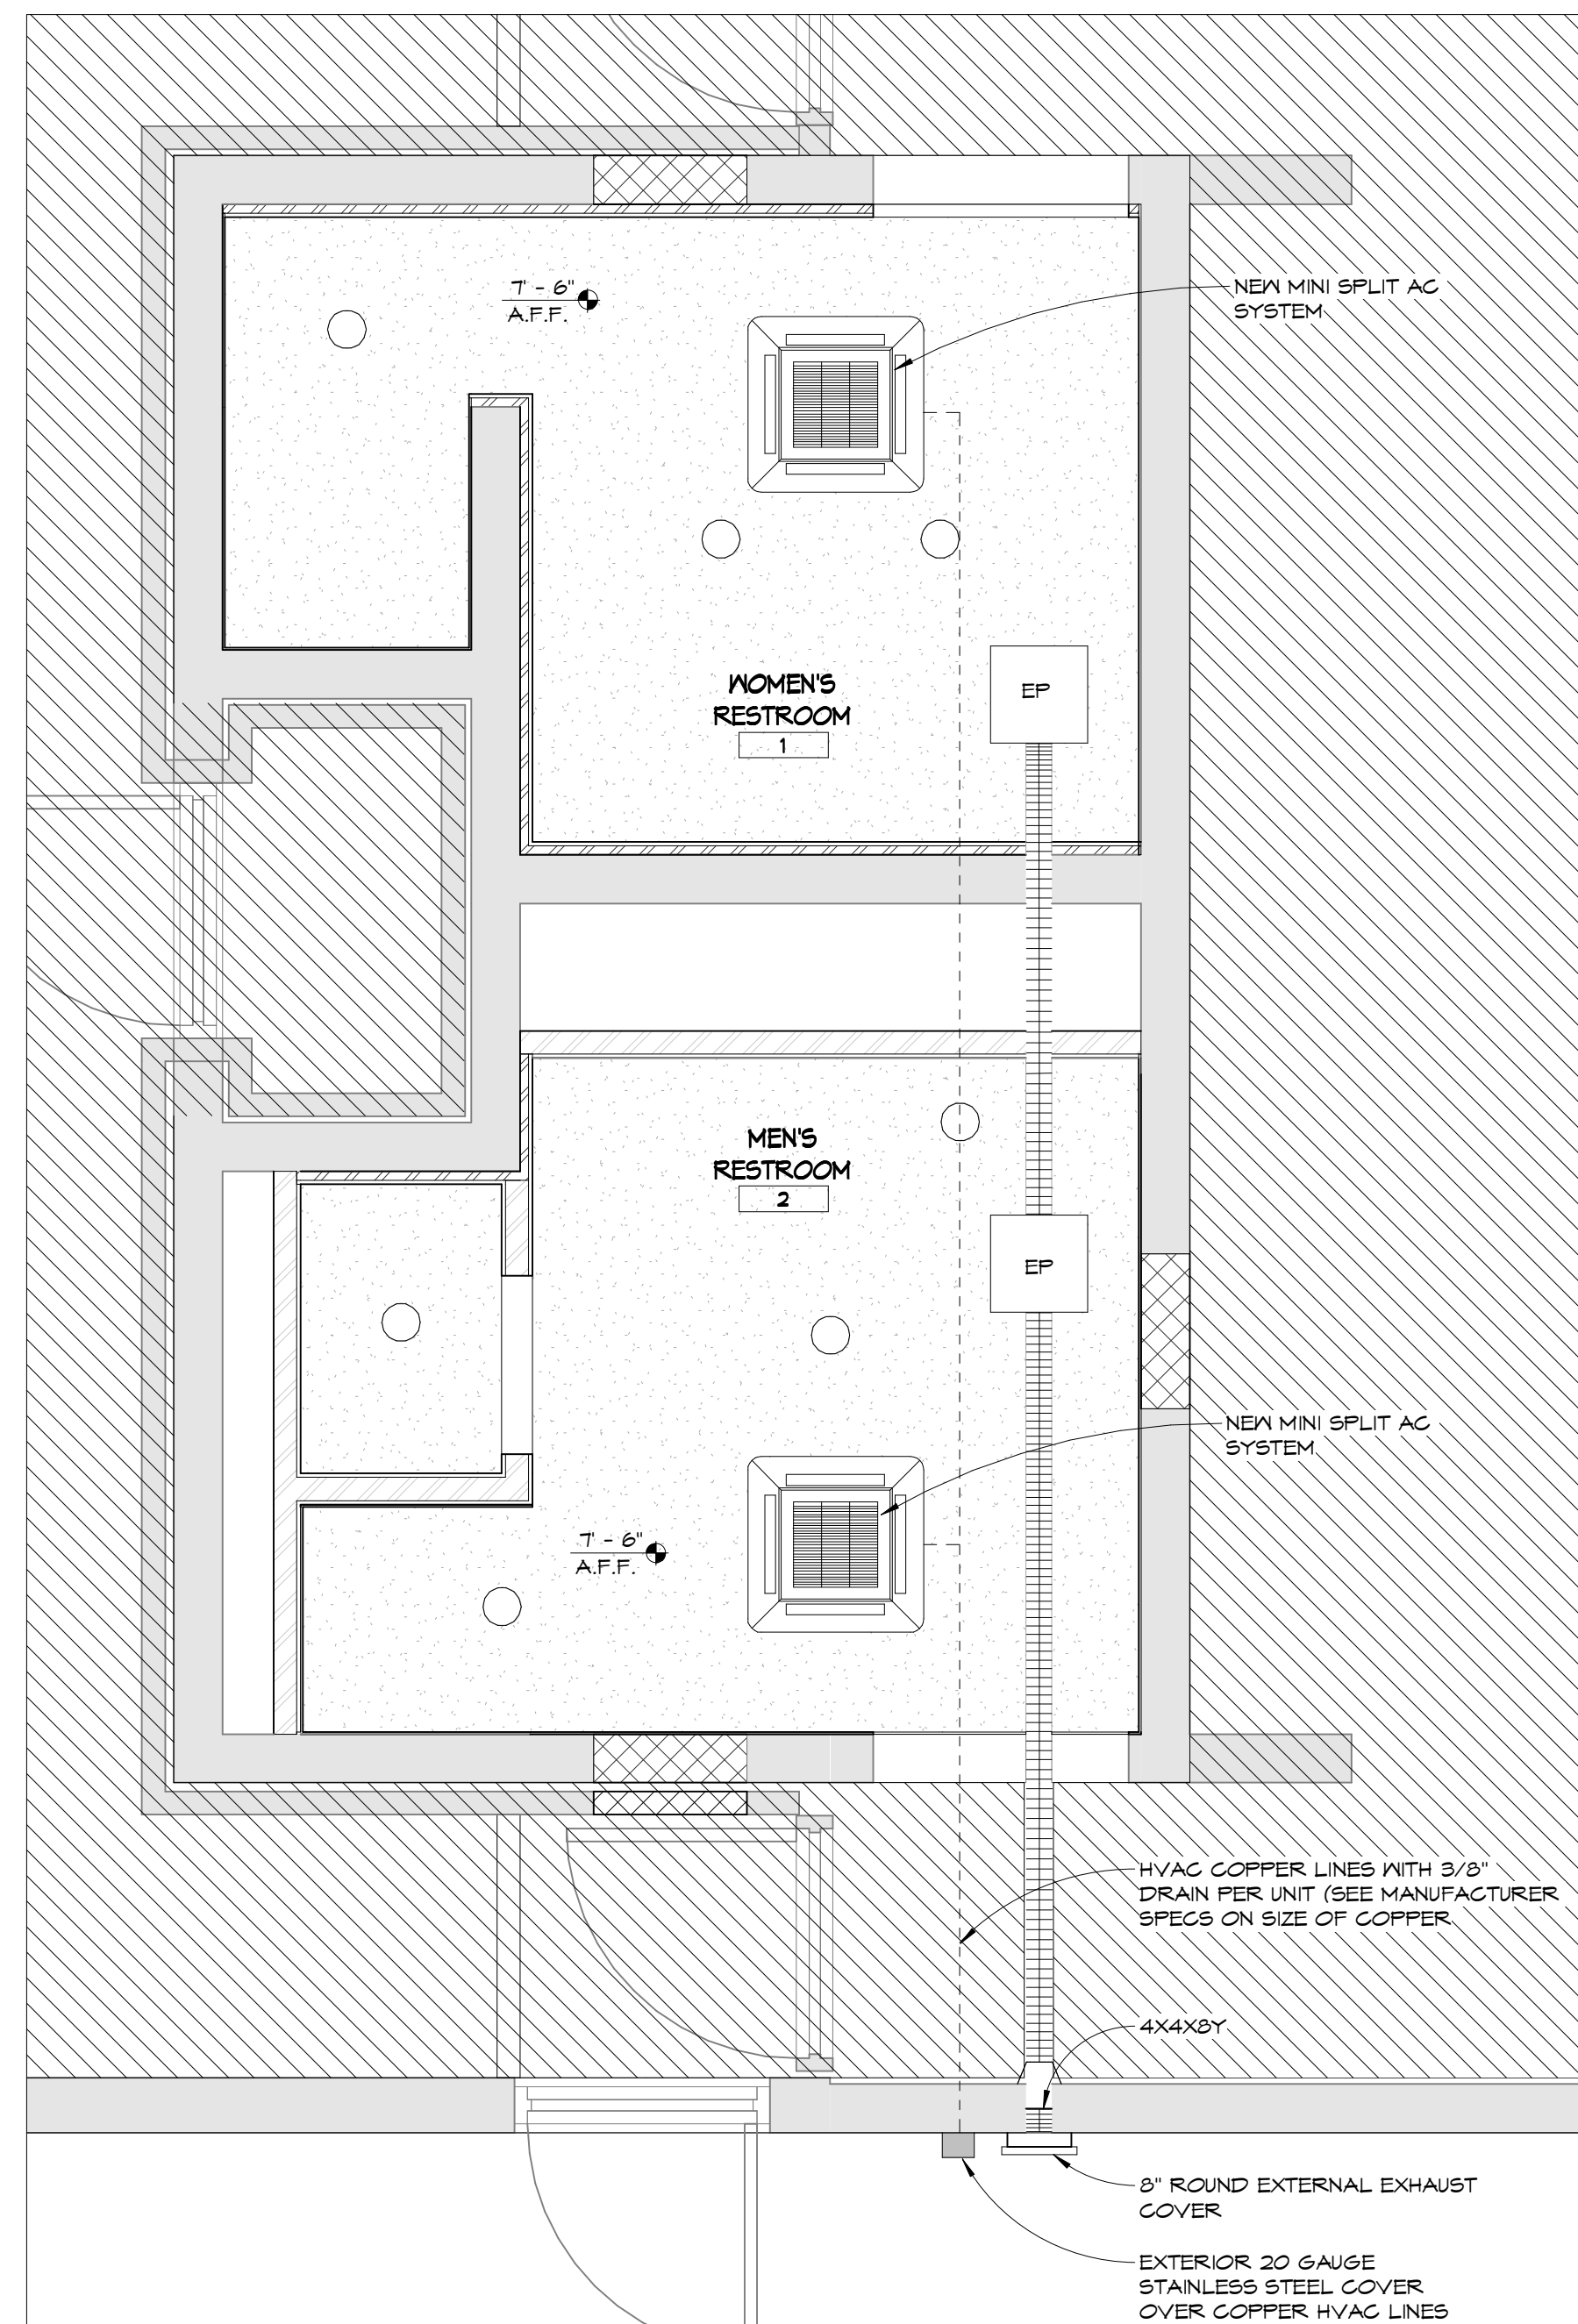 7' - 6"
A.F.F.
NEW MINI SPLIT AC
SYSTEM
WOMEN'S
RESTROOM
1
EP
MEN'S
RESTROOM
2
EP
NEW MINI SPLIT AC
SYSTEM
7' - 6"
A.F.F.
HVAC COPPER LINES WITH 3/8"
DRAIN PER UNIT (SEE MANUFACTURER
SPECS ON SIZE OF COPPER
4X4X8Y
8" ROUND EXTERNAL EXHAUST
COVER
EXTERIOR 20 GAUGE
STAINLESS STEEL COVER
OVER COPPER HVAC LINES